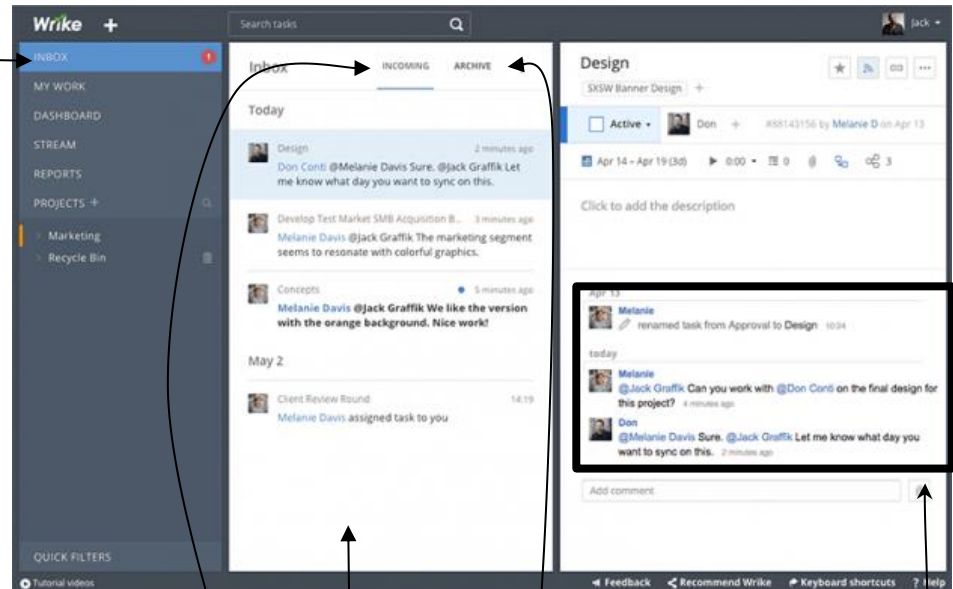 Wrike +
Search tasks
Jack
INBOX
!
MY WORK
DASHBOARD
STREAM
REPORTS
PROJECTS +
Marketing
Recycle Bin
QUICK FILTERS
Tutorial videos
Inbox INCOMING ARCHIVE
Today
Design 2 minutes ago
Don Conti @Melanie Davis Sure. @Jack Graffik Let
me know what day you want to sync on this.
Develop Test Market SMB Acquisition B... 3 minutes ago
Melanie Davis @Jack Graffik The marketing segment
seems to resonate with colorful graphics.
Concepts 5 minutes ago
Melanie Davis @Jack Graffik We like the version
with the orange background. Nice work!
May 2
Client Review Round 14:19
Melanie Davis assigned task to you
Design
SXSW Banner Design +
Active Don + #88143156 by Melanie D on Apr 13
Apr 14 – Apr 19 (3d) 0:00 0 3
Click to add the description
Apr 13
Melanie
renamed task from Approval to Design 10:24
today
Melanie
@Jack Graffik Can you work with @Don Conti on the final design for
this project? 4 minutes ago
Don
@Melanie Davis Sure. @Jack Graffik Let me know what day you
want to sync on this. 2 minutes ago
Add comment
Feedback Recommend Wrike Keyboard shortcuts ? Help